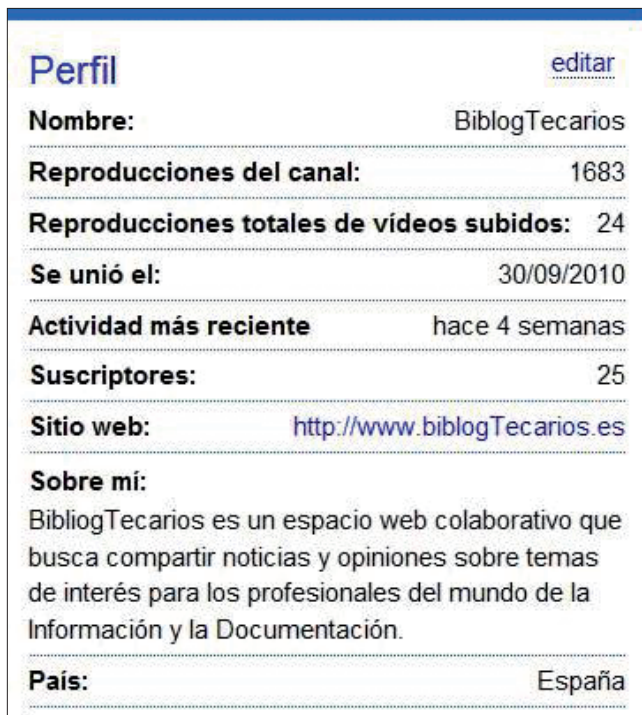 Perfil editar
Nombre: BiblogTecarios
Reproducciones del canal: 1683
Reproducciones totales de vídeos subidos: 24
Se unió el: 30/09/2010
Actividad más reciente hace 4 semanas
Suscriptores: 25
Sitio web: http://www.biblogTecarios.es
Sobre mí:
BibliogTecarios es un espacio web colaborativo que
busca compartir noticias y opiniones sobre temas
de interés para los profesionales del mundo de la
Información y la Documentación.
País: España